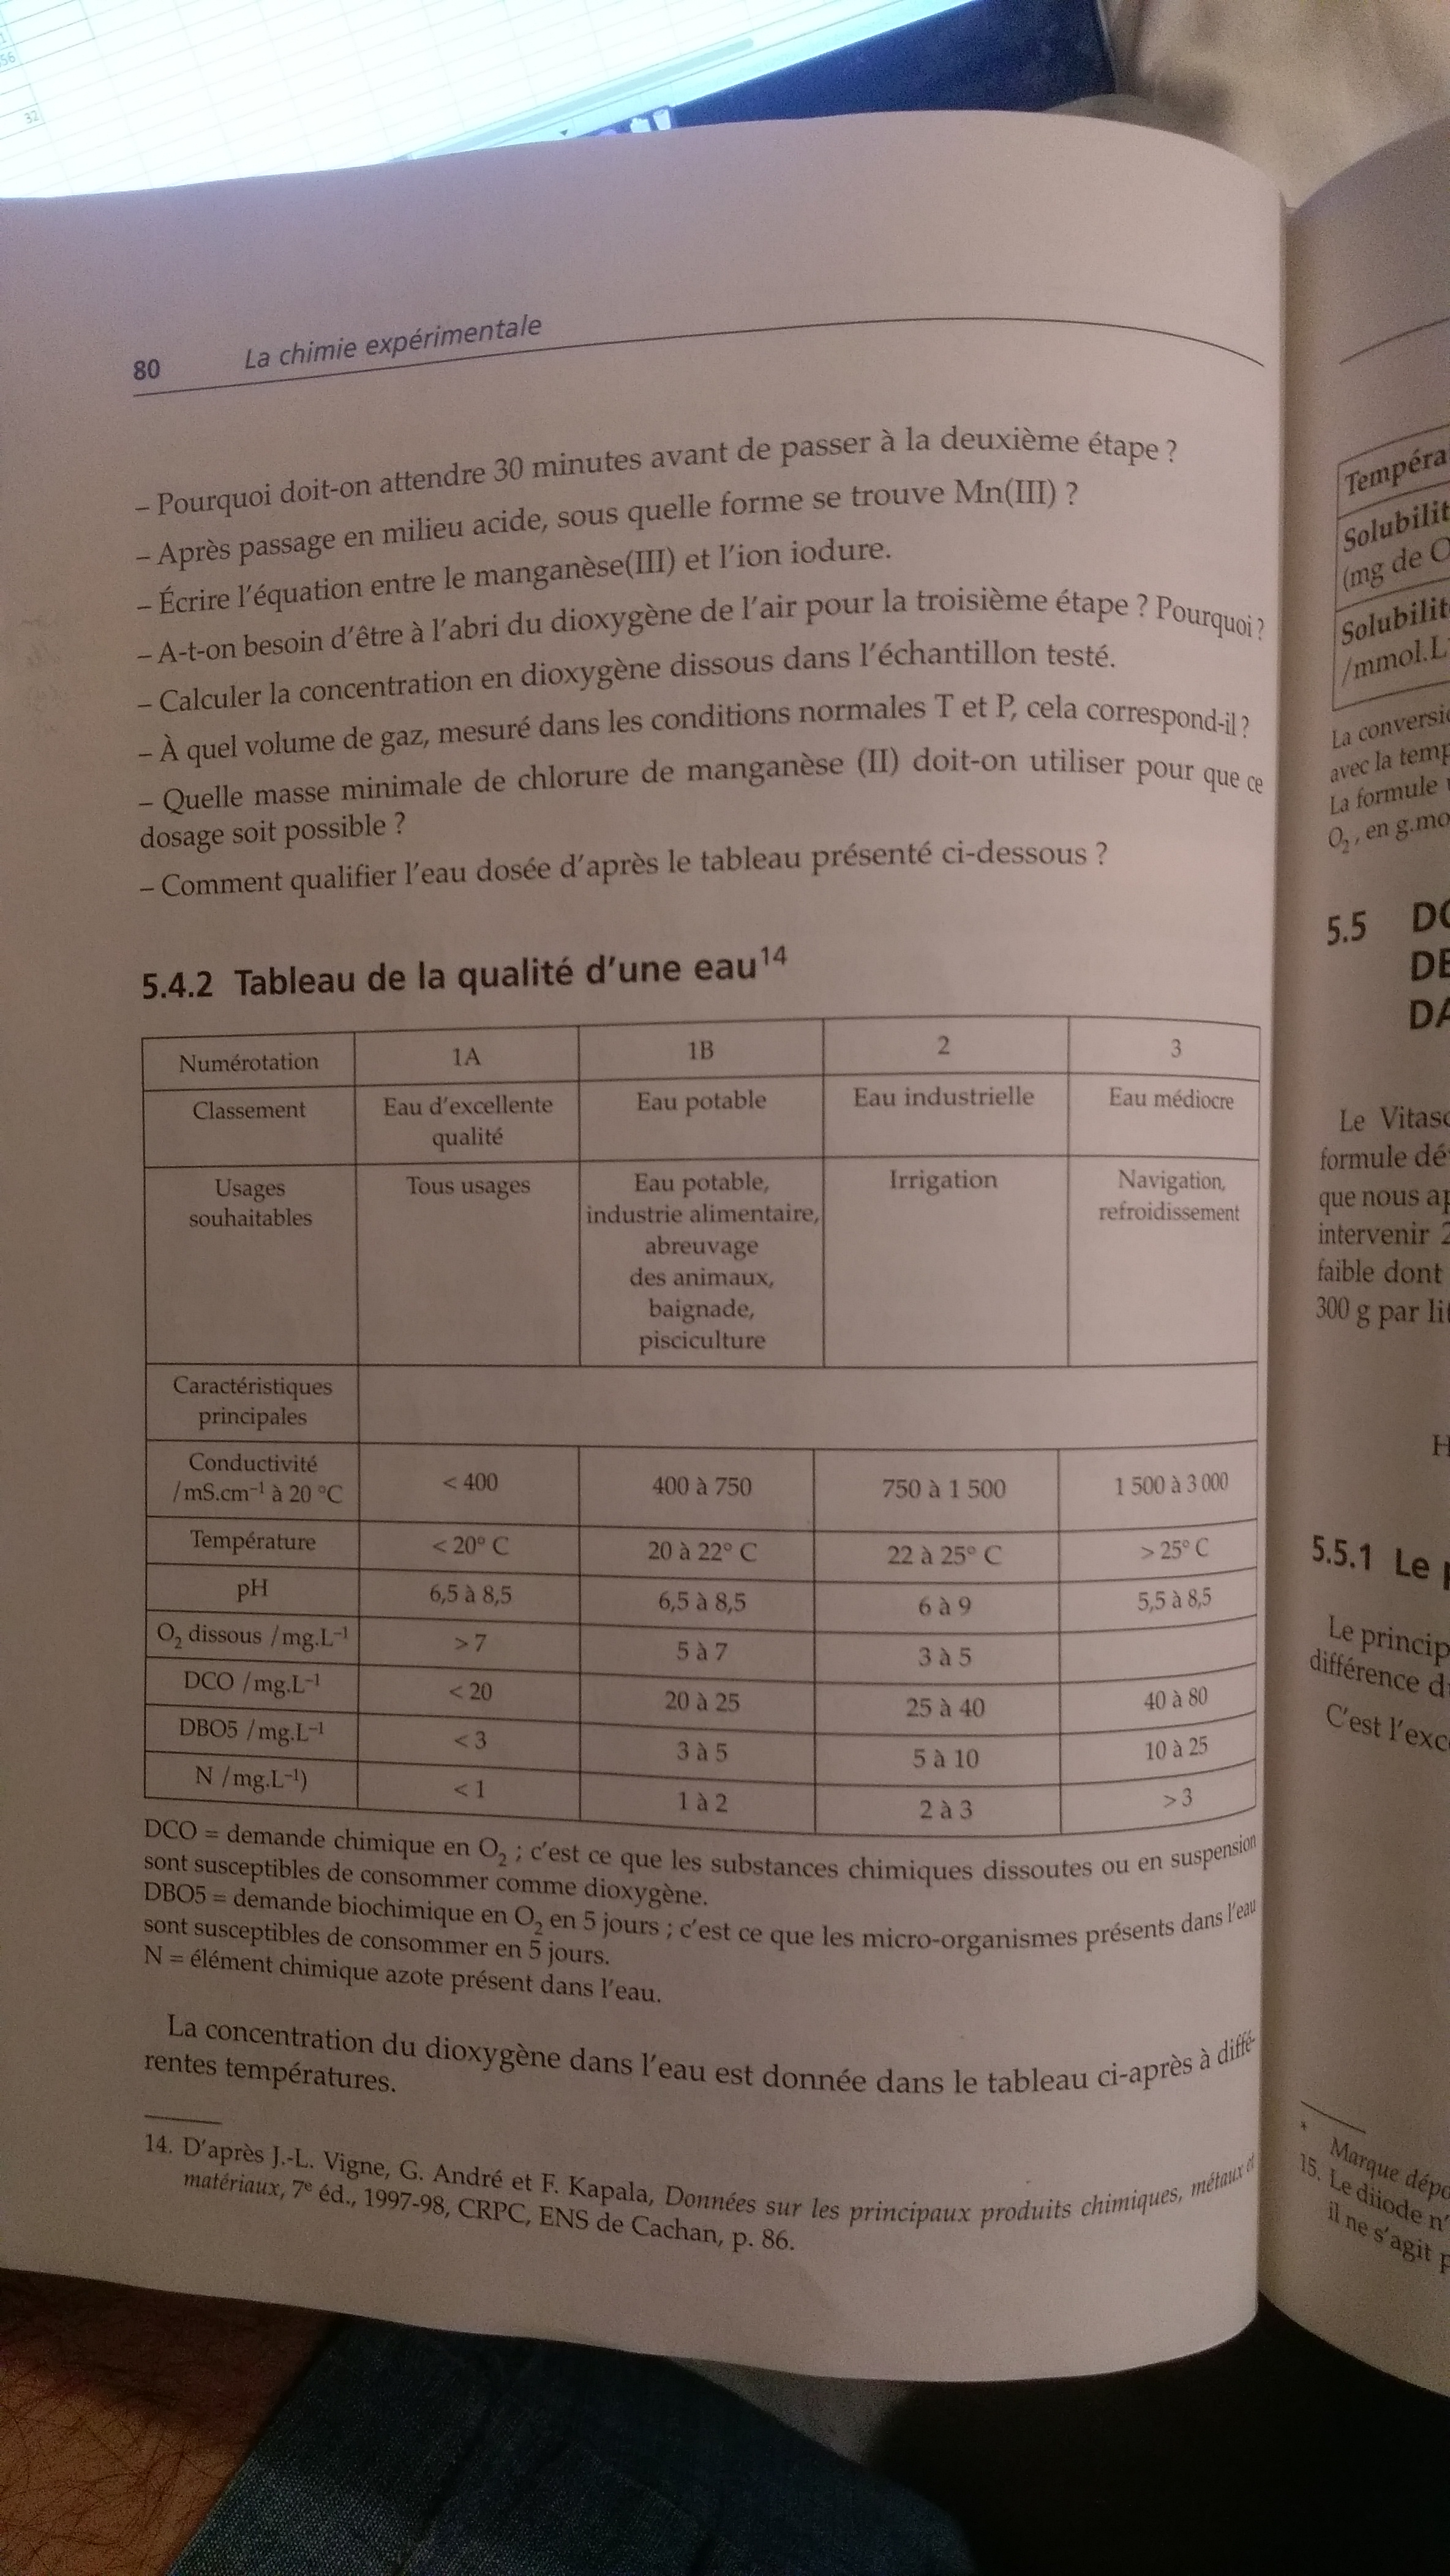 56
32
80 La chimie expérimentale
– Pourquoi doit-on attendre 30 minutes avant de passer à la deuxième étape ?
– Après passage en milieu acide, sous quelle forme se trouve Mn(III) ?
– Écrire l'équation entre le manganèse(III) et l'ion iodure.
– A-t-on besoin d'être à l'abri du dioxygène de l'air pour la troisième étape ? Pourquoi ?
– Calculer la concentration en dioxygène dissous dans l'échantillon testé.
– À quel volume de gaz, mesuré dans les conditions normales T et P, cela correspond-il ?
– Quelle masse minimale de chlorure de manganèse (II) doit-on utiliser pour que ce
dosage soit possible ?
– Comment qualifier l'eau dosée d'après le tableau présenté ci-dessous ?
5.4.2 Tableau de la qualité d'une eau14
Numérotation 1A 1B 2 3
Classement Eau d'excellente Eau potable Eau industrielle Eau médiocre
qualité
Usages Tous usages Eau potable, Irrigation Navigation,
souhaitables industrie alimentaire, refroidissement
abreuvage
des animaux,
baignade,
pisciculture
Caractéristiques
principales
Conductivité
/mS.cm⁻¹ à 20 °C < 400 400 à 750 750 à 1 500 1 500 à 3 000
Température < 20° C 20 à 22° C 22 à 25° C > 25° C
pH 6,5 à 8,5 6,5 à 8,5 6 à 9 5,5 à 8,5
O₂ dissous /mg.L⁻¹ > 7 5 à 7 3 à 5
DCO /mg.L⁻¹ < 20 20 à 25 25 à 40 40 à 80
DBO5 /mg.L⁻¹ < 3 3 à 5 5 à 10 10 à 25
N /mg.L⁻¹) < 1 1 à 2 2 à 3 > 3
DCO = demande chimique en O₂ ; c'est ce que les substances chimiques dissoutes ou en suspension
sont susceptibles de consommer comme dioxygène.
DBO5 = demande biochimique en O₂ en 5 jours ; c'est ce que les micro-organismes présents dans l'eau
sont susceptibles de consommer en 5 jours.
N = élément chimique azote présent dans l'eau.
La concentration du dioxygène dans l'eau est donnée dans le tableau ci-après à diffé-
rentes températures.
14. D'après J.-L. Vigne, G. André et F. Kapala, Données sur les principaux produits chimiques, métaux et
matériaux, 7e éd., 1997-98, CRPC, ENS de Cachan, p. 86.
Tempéra
Solubilit
(mg de O
Solubilit
/mmol.L
La conversi
avec la temp
La formule
O₂, en g.mo
5.5 DO
DE
DA
Le Vitasc
formule dé
que nous ap
intervenir 2
faible dont
300 g par lit
H
5.5.1 Le p
Le princip
différence d
C'est l'exc
* Marque dépo
15. Le diiode n'
il ne s'agit p